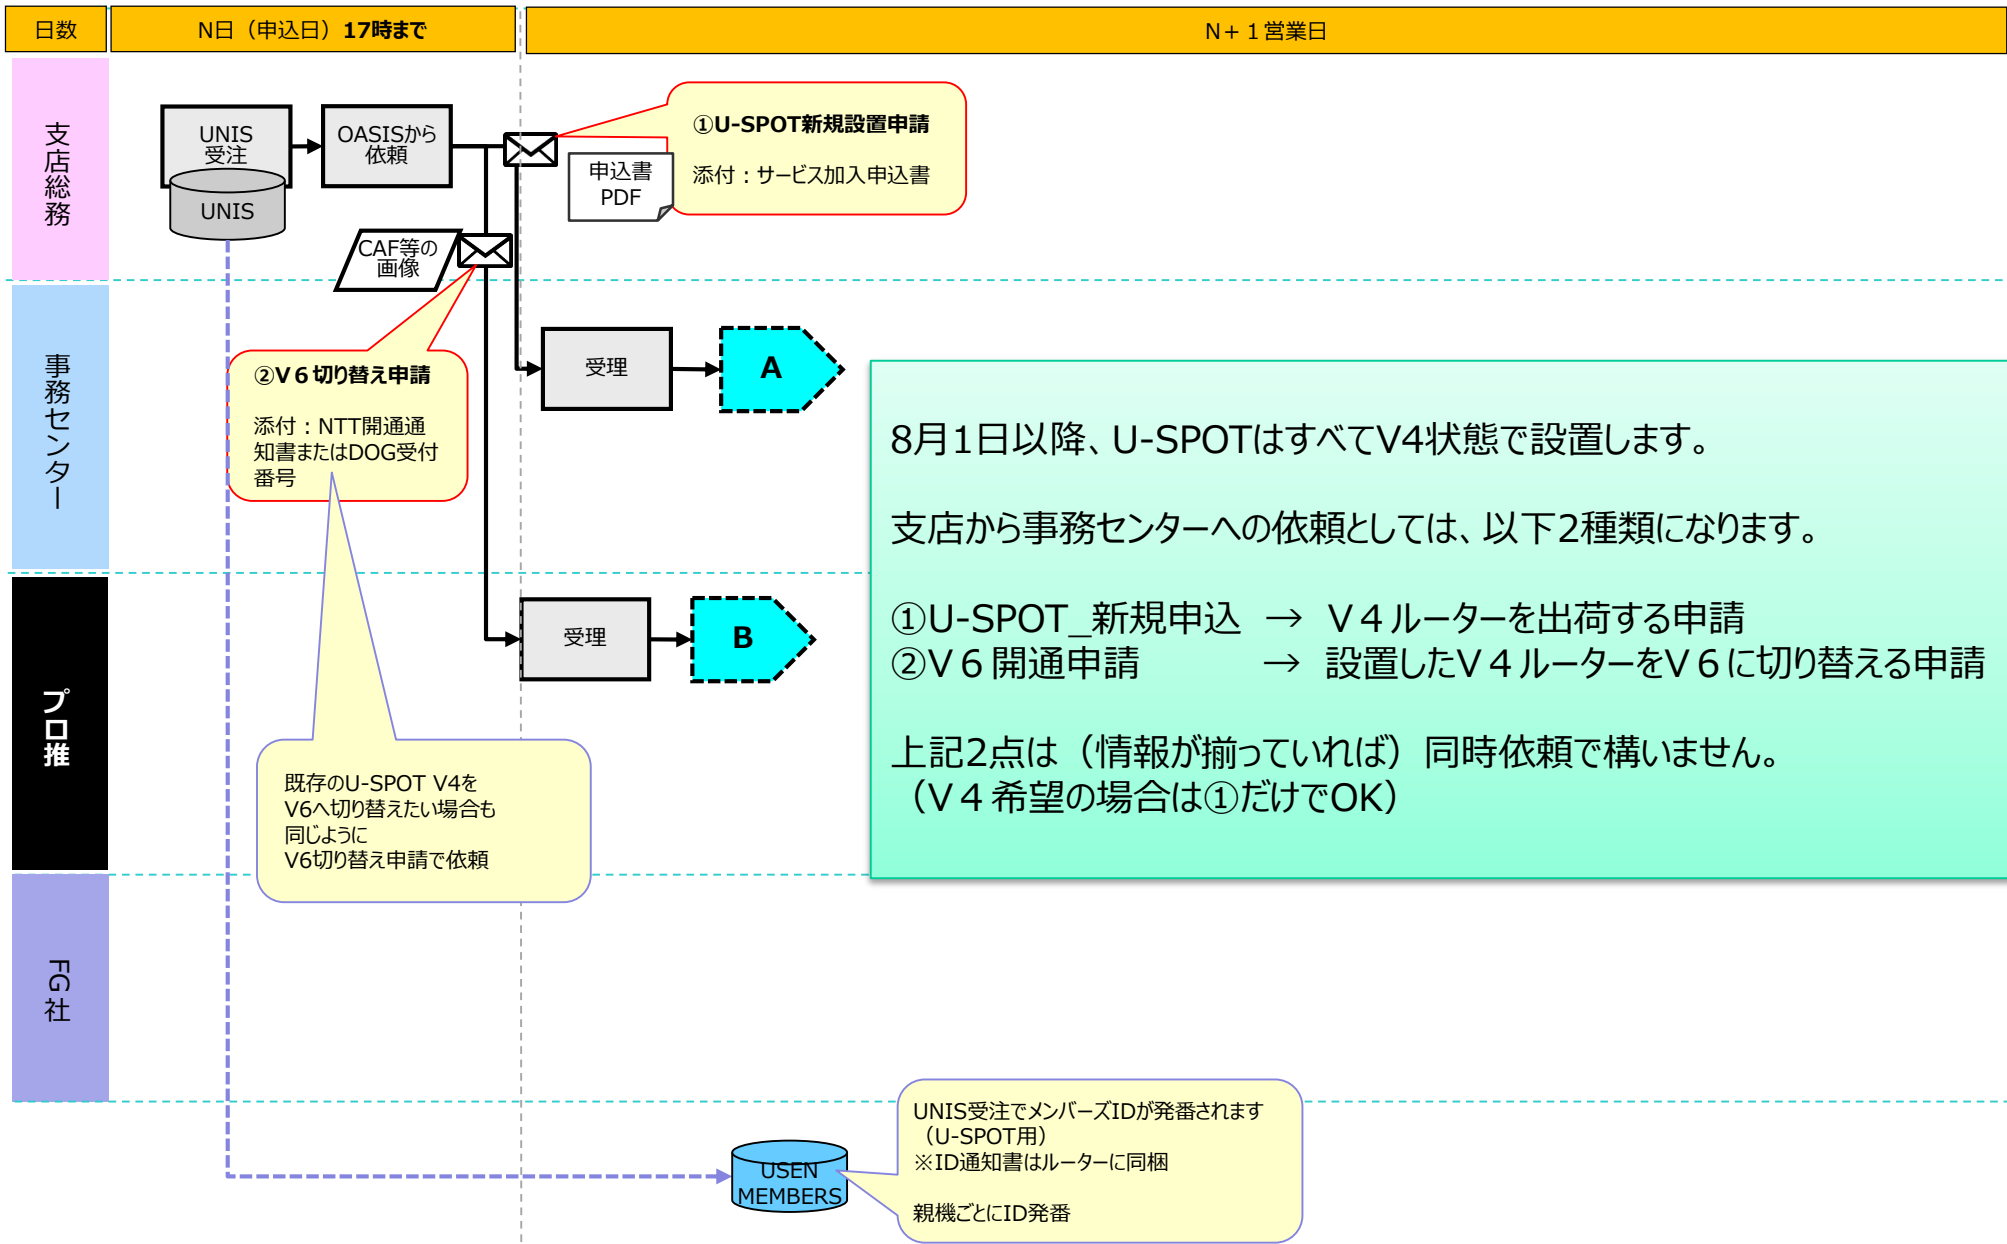 日数
N日（申込日）17時まで
N＋１営業日
支店総務
UNIS
受注
UNIS
OASISから
依頼
①U-SPOT新規設置申請
添付：サービス加入申込書
申込書
PDF
CAF等の
画像
事務センター
②V６切り替え申請
添付：NTT開通通
知書またはDOG受付
番号
受理
A
8月1日以降、U-SPOTはすべてV4状態で設置します。
支店から事務センターへの依頼としては、以下2種類になります。
①U-SPOT_新規申込　→　V４ルーターを出荷する申請
②V６開通申請　→　設置したV４ルーターをV６に切り替える申請
上記2点は（情報が揃っていれば）同時依頼で構いません。
（V４希望の場合は①だけでOK）
プロ推
受理
B
既存のU-SPOT V4を
V6へ切り替えたい場合も
同じように
V6切り替え申請で依頼
FG社
USEN
MEMBERS
UNIS受注でメンバーズIDが発番されます
（U-SPOT用）
※ID通知書はルーターに同梱
親機ごとにID発番